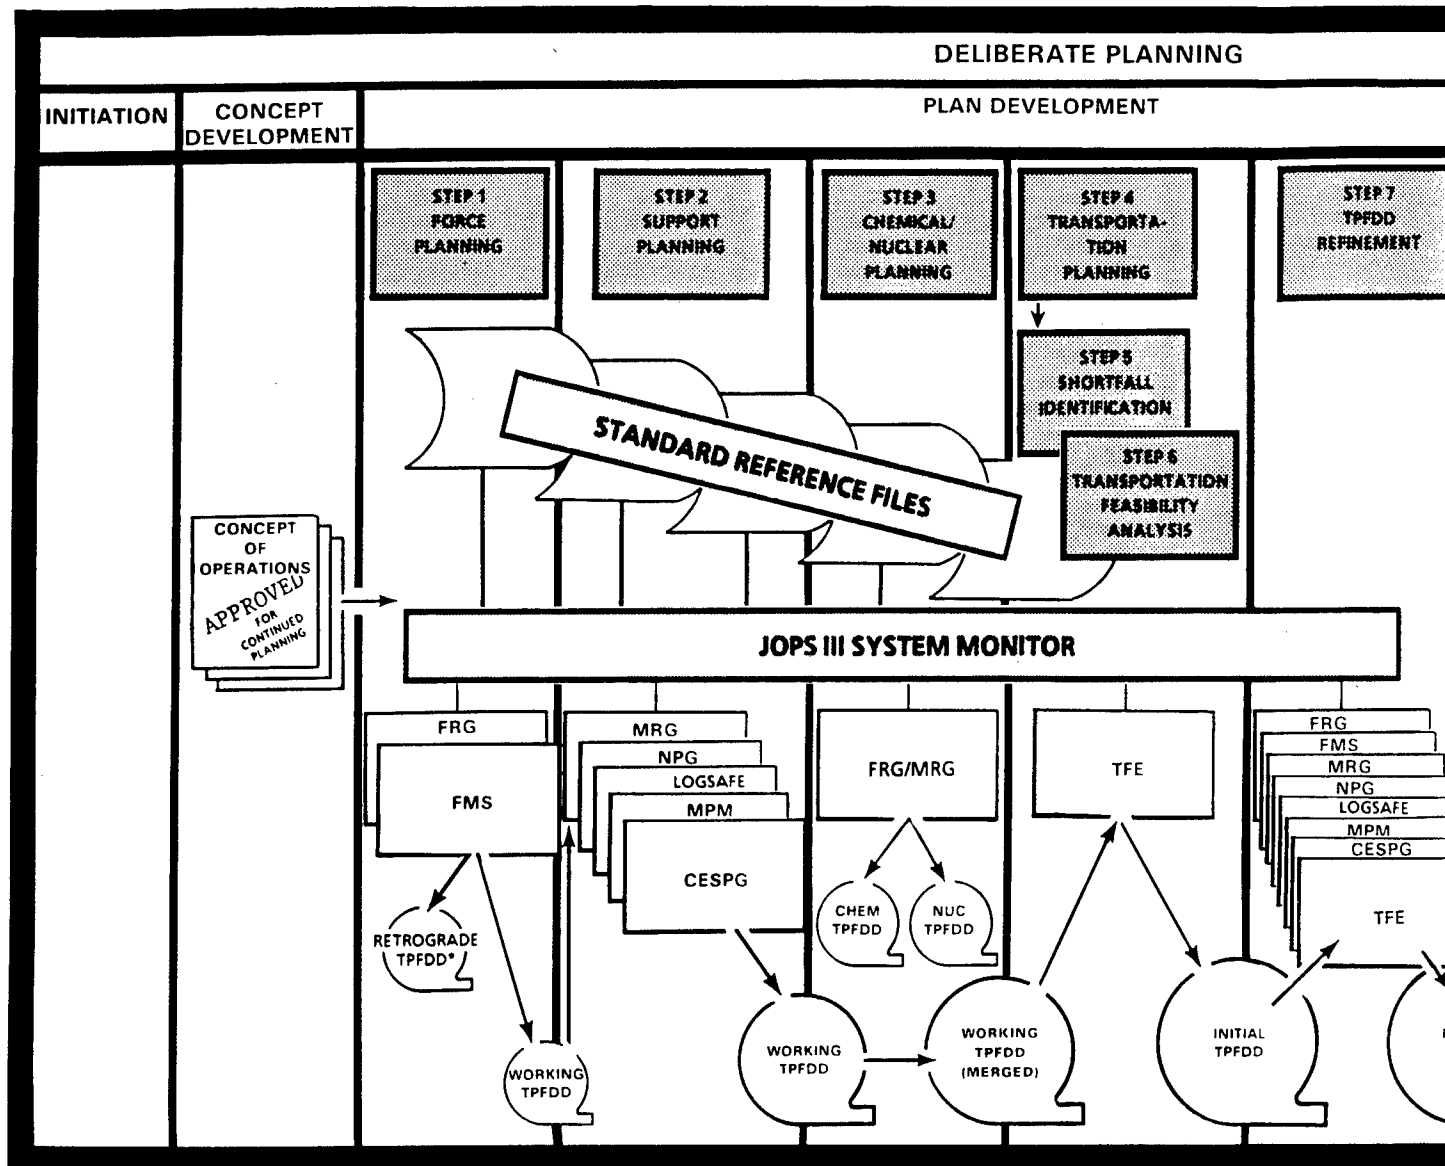 DELIBERATE PLANNING
INITIATION
CONCEPT
DEVELOPMENT
PLAN DEVELOPMENT
STEP 1
FORCE
PLANNING
STEP 2
SUPPORT
PLANNING
STEP 3
CHEMICAL/
NUCLEAR
PLANNING
STEP 4
TRANSPORTA-
TION
PLANNING
STEP 7
TPFDD
REFINEMENT
STEP 5
SHORTFALL
IDENTIFICATION
STEP 6
TRANSPORTATION
FEASIBILITY
ANALYSIS
STANDARD REFERENCE FILES
CONCEPT
OF
OPERATIONS
APPROVED
FOR
CONTINUED
PLANNING
JOPS III SYSTEM MONITOR
FRG
FMS
MRG
NPG
LOGSAFE
MPM
CESPG
FRG/MRG
TFE
FRG
FMS
MRG
NPG
LOGSAFE
MPM
CESPG
TFE
RETROGRADE
TPFDD*
CHEM
TPFDD
NUC
TPFDD
WORKING
TPFDD
WORKING
TPFDD
WORKING
TPFDD
(MERGED)
INITIAL
TPFDD